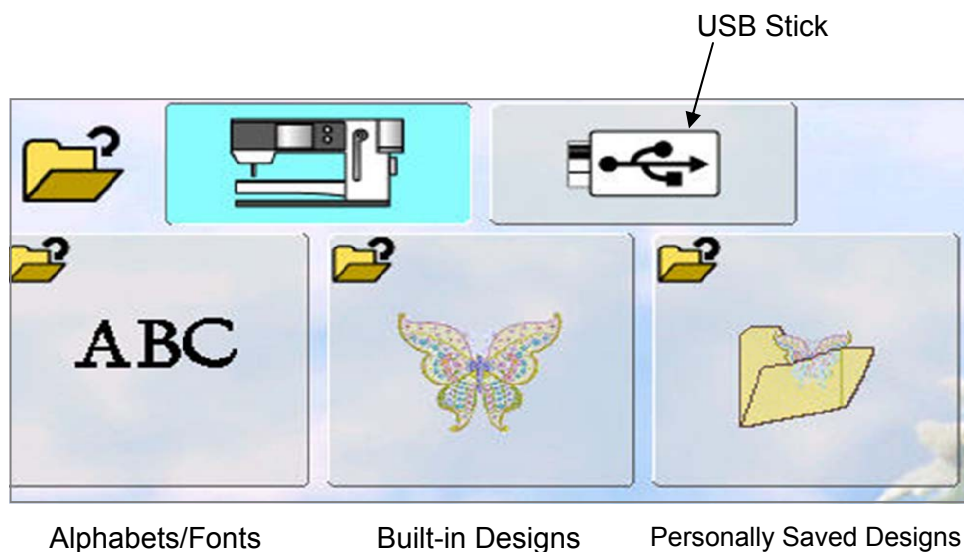 USB Stick
ABC
Alphabets/Fonts
Built-in Designs
Personally Saved Designs